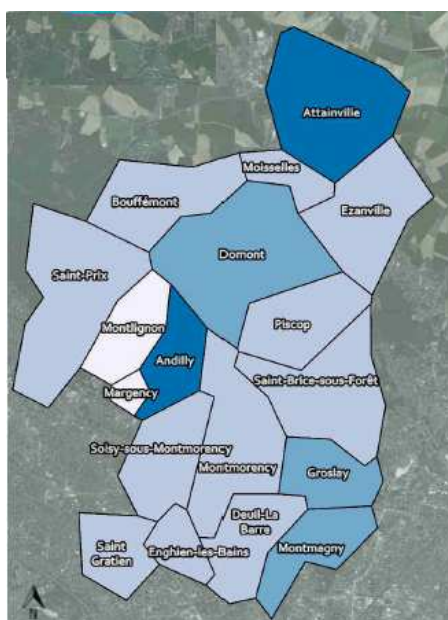 Attainville
Moisselles
Bouffémont
Ezanville
Domont
Saint-Prix
Montlignon
Piscop
Andilly
Saint-Brice-sous-Forêt
Margency
Soisy-sous-Montmorency
Montmorency
Groslay
Deuil-La
Barre
Saint
Gratien
Enghien-les-Bains
Montmagny
N